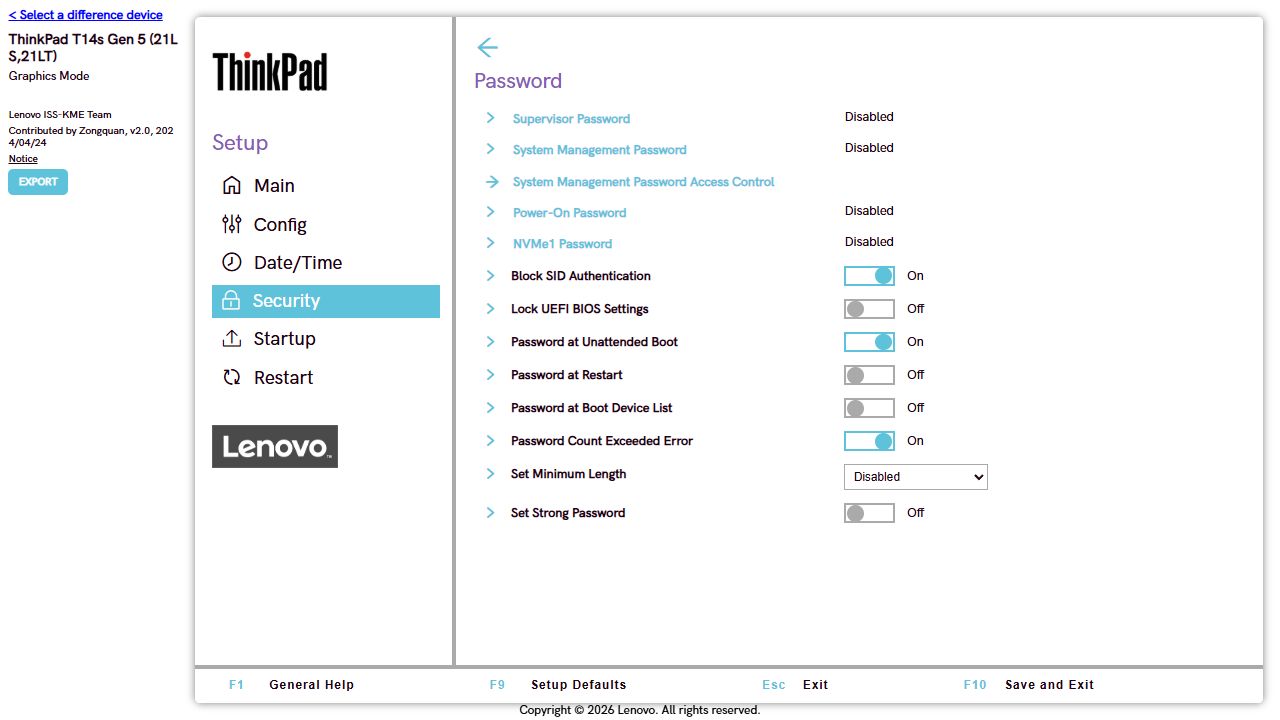 < Select a difference device
ThinkPad T14s Gen 5 (21L
S,21LT)
Graphics Mode
Lenovo ISS-KME Team
Contributed by Zongquan, v2.0, 202
4/04/24
Notice
EXPORT
ThinkPad
Setup
Main
Config
Date/Time
Security
Startup
Restart
Lenovo™
Password
Supervisor Password Disabled
System Management Password Disabled
System Management Password Access Control
Power-On Password Disabled
NVMe1 Password Disabled
Block SID Authentication On
Lock UEFI BIOS Settings Off
Password at Unattended Boot On
Password at Restart Off
Password at Boot Device List Off
Password Count Exceeded Error On
Set Minimum Length Disabled
Set Strong Password Off
F1 General Help F9 Setup Defaults Esc Exit F10 Save and Exit
Copyright © 2026 Lenovo. All rights reserved.